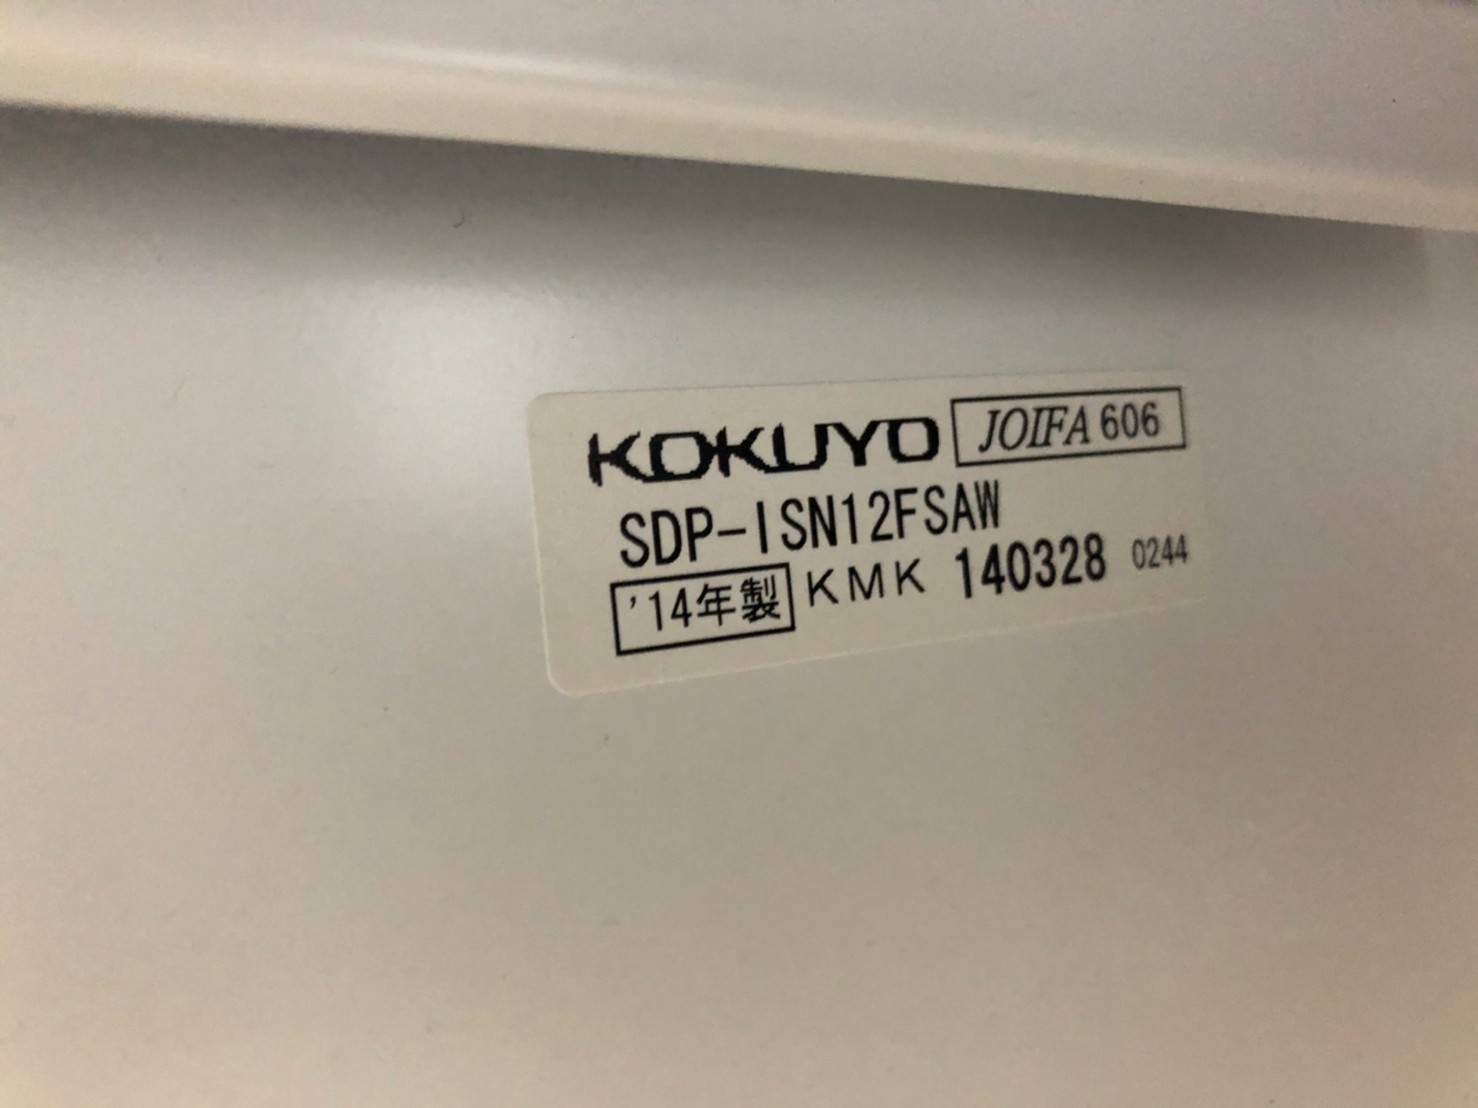 KOKUYO JOIFA 606
SDP-ISN12FSAW
'14年製 KMK 140328 0244